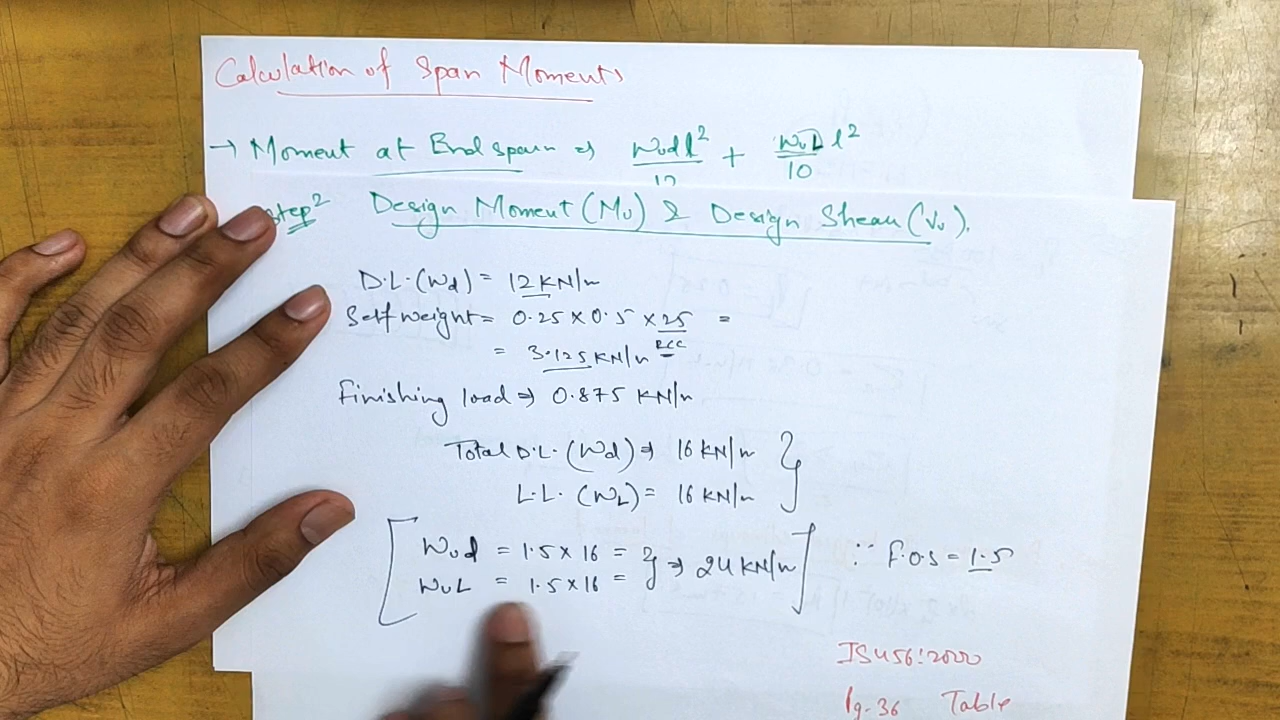 Calculation of Span Moments
→ Moment at End span ⇒ Wud l²/12 + WuL l²/10
Step 2 Design Moment (Mu) & Design Shear (Vu).
D.L. (Wd) = 12 KN/m
Self weight = 0.25 × 0.5 × 25 =
RCC
= 3.125 KN/m
Finishing load ⇒ 0.875 KN/m
Total D.L. (Wd) ⇒ 16 KN/m
L.L. (WL) = 16 KN/m
Wud = 1.5 × 16 =
WuL = 1.5 × 16 = } ⇒ 24 KN/m ∵ F.O.S = 1.5
IS 456:2000
Pg-36 Table